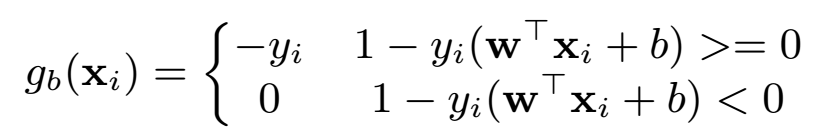 g_b(𝐱_i) = { −y_i   1 − y_i(𝐰^⊤𝐱_i + b) >= 0
0   1 − y_i(𝐰^⊤𝐱_i + b) < 0